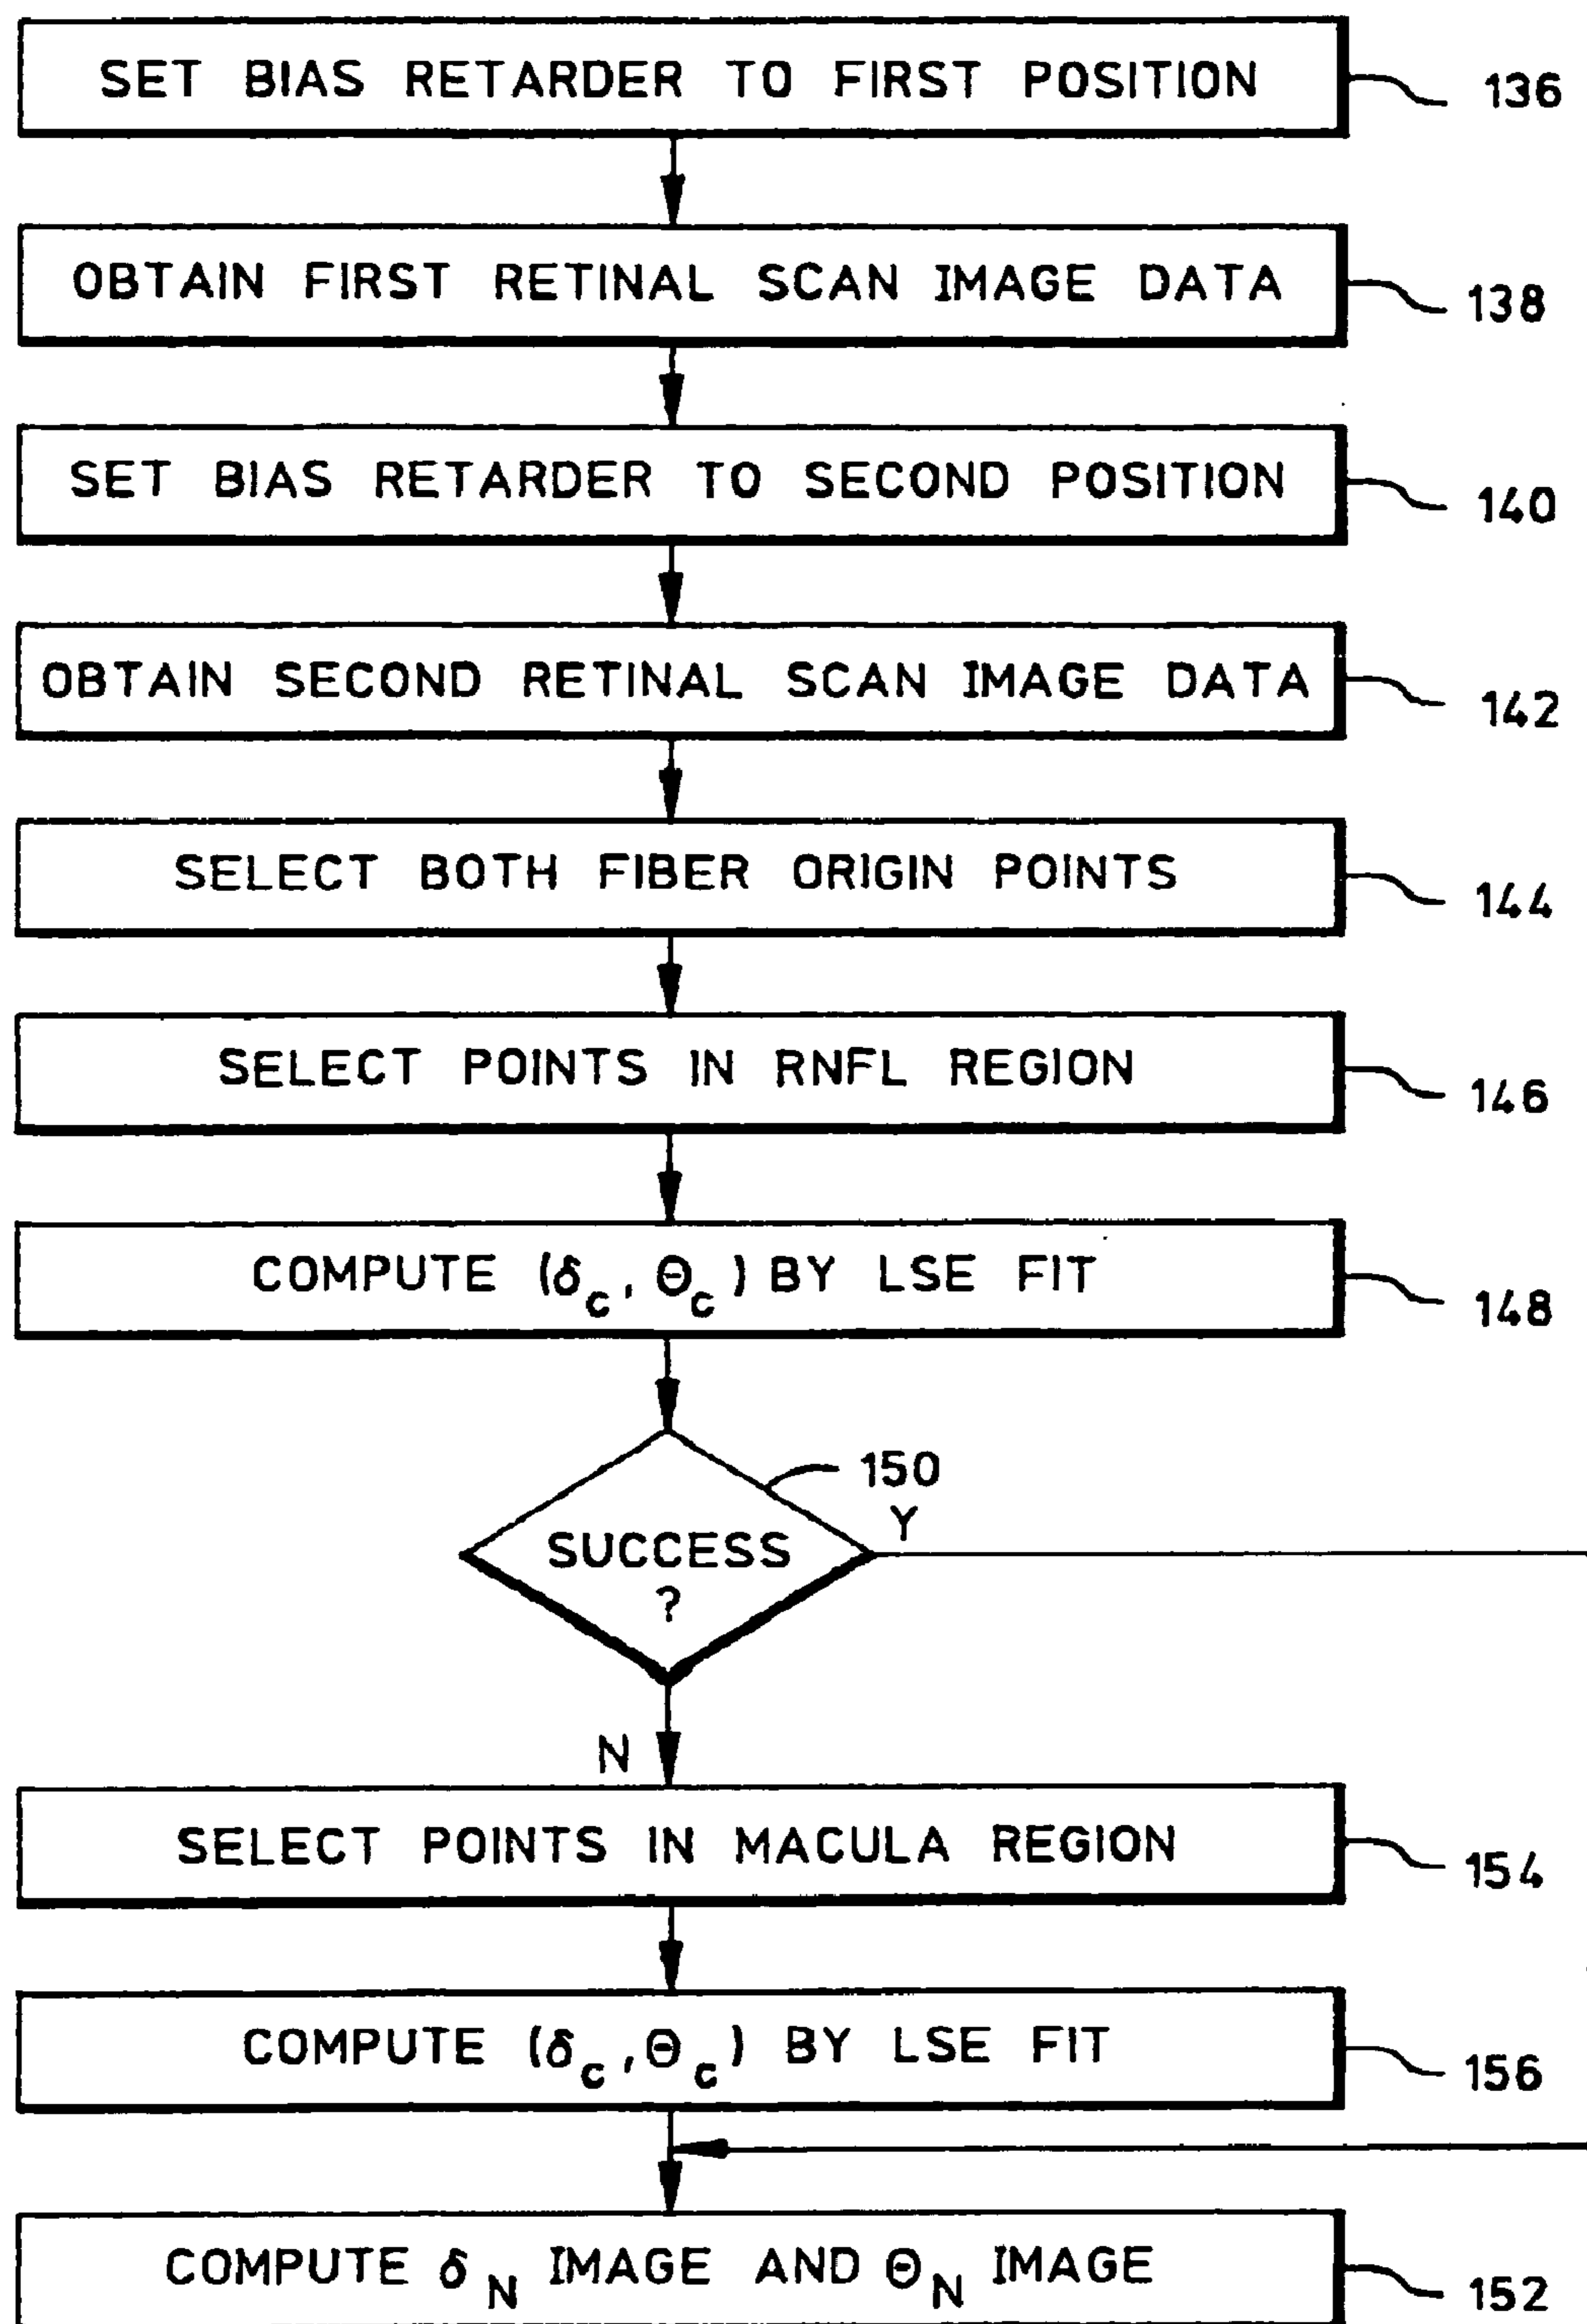 SET BIAS RETARDER TO FIRST POSITION
136
OBTAIN FIRST RETINAL SCAN IMAGE DATA
138
SET BIAS RETARDER TO SECOND POSITION
140
OBTAIN SECOND RETINAL SCAN IMAGE DATA
142
SELECT BOTH FIBER ORIGIN POINTS
144
SELECT POINTS IN RNFL REGION
146
COMPUTE (δc, Θc) BY LSE FIT
148
150
Y
SUCCESS
?
N
SELECT POINTS IN MACULA REGION
154
COMPUTE (δc, Θc) BY LSE FIT
156
COMPUTE δN IMAGE AND ΘN IMAGE
152